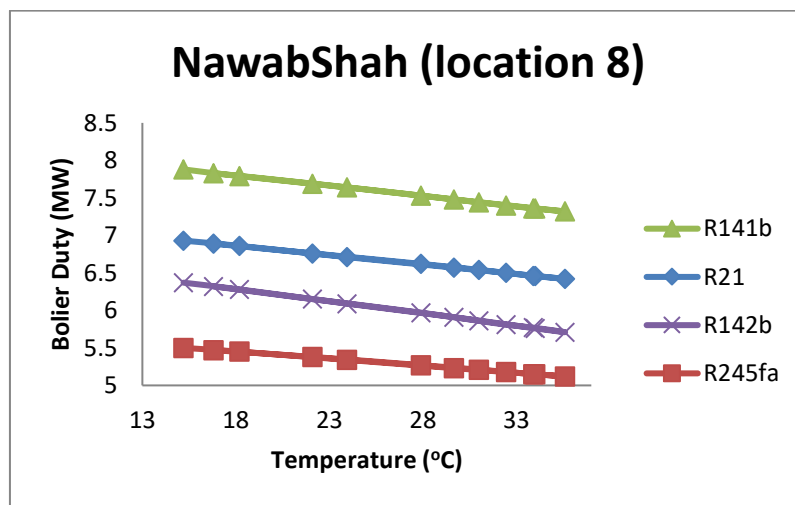 NawabShah (location 8)
8.5
8
7.5
7
6.5
6
5.5
5
Bolier Duty (MW)
13 18 23 28 33
Temperature (°C)
R141b
R21
R142b
R245fa